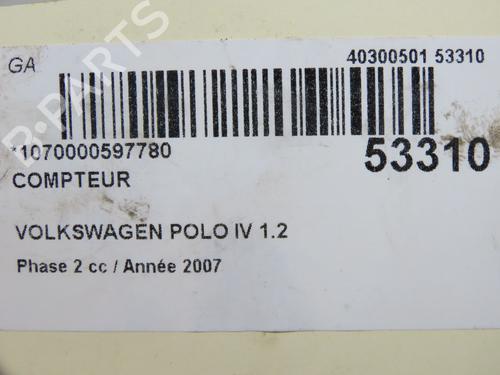 GA
40300501 53310
*1070000597780
53310
COMPTEUR
VOLKSWAGEN POLO IV 1.2
Phase 2 cc / Année 2007